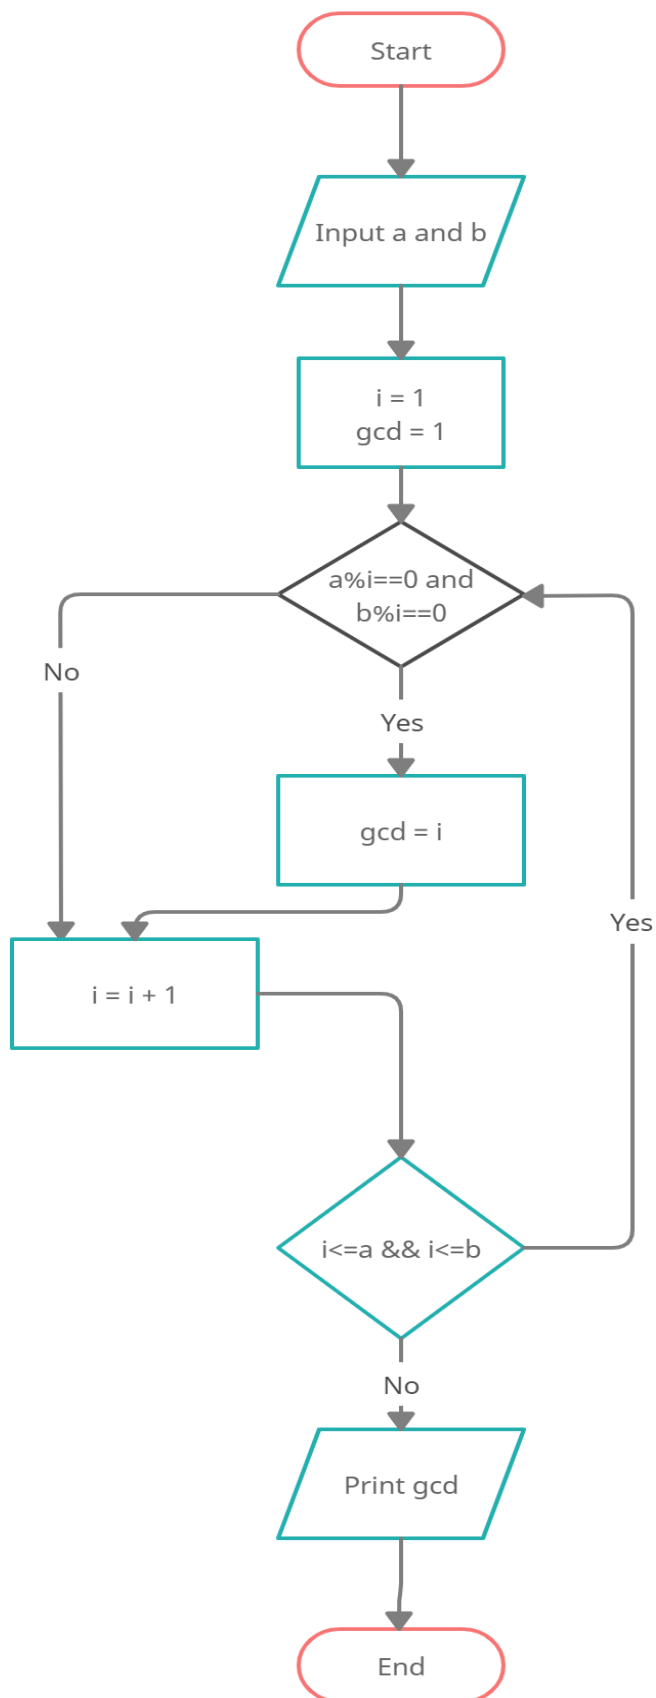 Start
Input a and b
i = 1
gcd = 1
a%i==0 and
b%i==0
No
Yes
gcd = i
Yes
i = i + 1
i<=a && i<=b
No
Print gcd
End